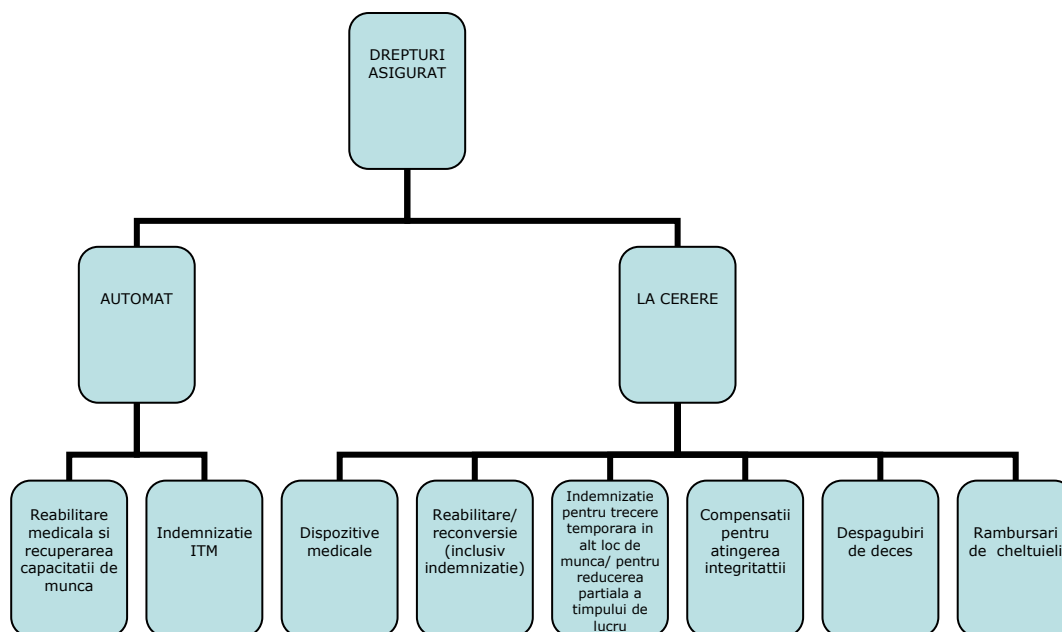 DREPTURI
ASIGURAT
AUTOMAT
LA CERERE
Reabilitare
medicala si
recuperarea
capacitatii de
munca
Indemnizatie
ITM
Dispozitive
medicale
Reabilitare/
reconversie
(inclusiv
indemnizatie)
Indemnizatie
pentru trecere
temporara in
alt loc de
munca/ pentru
reducerea
partiala a
timpului de
lucru
Compensatii
pentru
atingerea
integritattii
Despagubiri
de deces
Rambursari
de cheltuieli